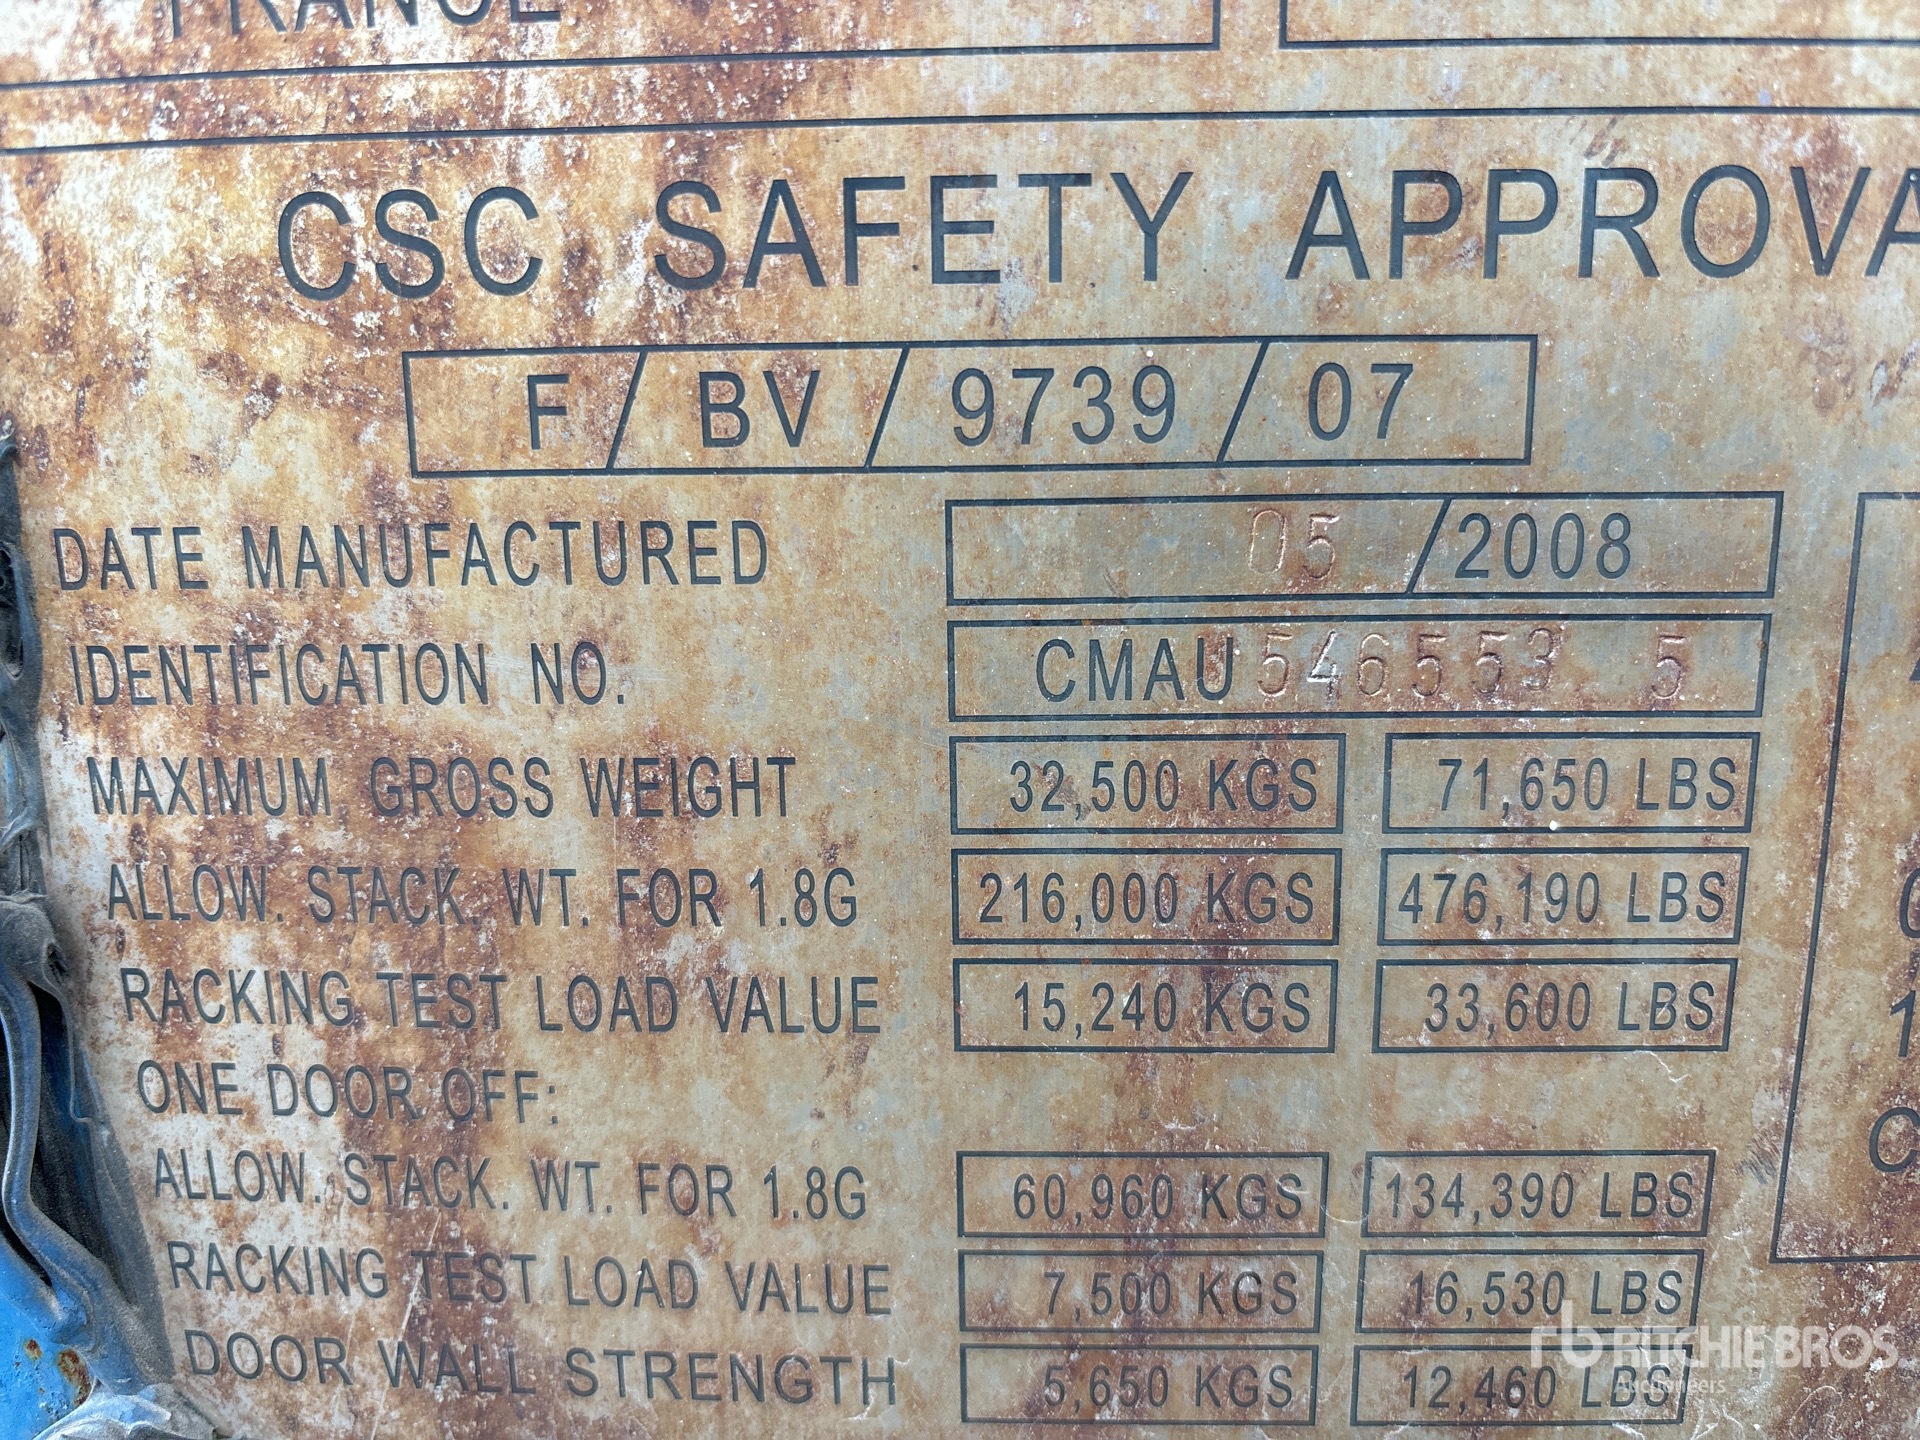 FRANCE
CSC SAFETY APPROVA
F / BV / 9739 / 07
DATE MANUFACTURED 05 / 2008
IDENTIFICATION NO. CMAU 546553 5
MAXIMUM GROSS WEIGHT 32,500 KGS 71,650 LBS
ALLOW. STACK. WT. FOR 1.8G 216,000 KGS 476,190 LBS
RACKING TEST LOAD VALUE 15,240 KGS 33,600 LBS
ONE DOOR OFF:
ALLOW. STACK. WT. FOR 1.8G 60,960 KGS 134,390 LBS
RACKING TEST LOAD VALUE 7,500 KGS 16,530 LBS
DOOR WALL STRENGTH 5,650 KGS 12,460 LBS
rb RITCHIE BROS
Auctioneers